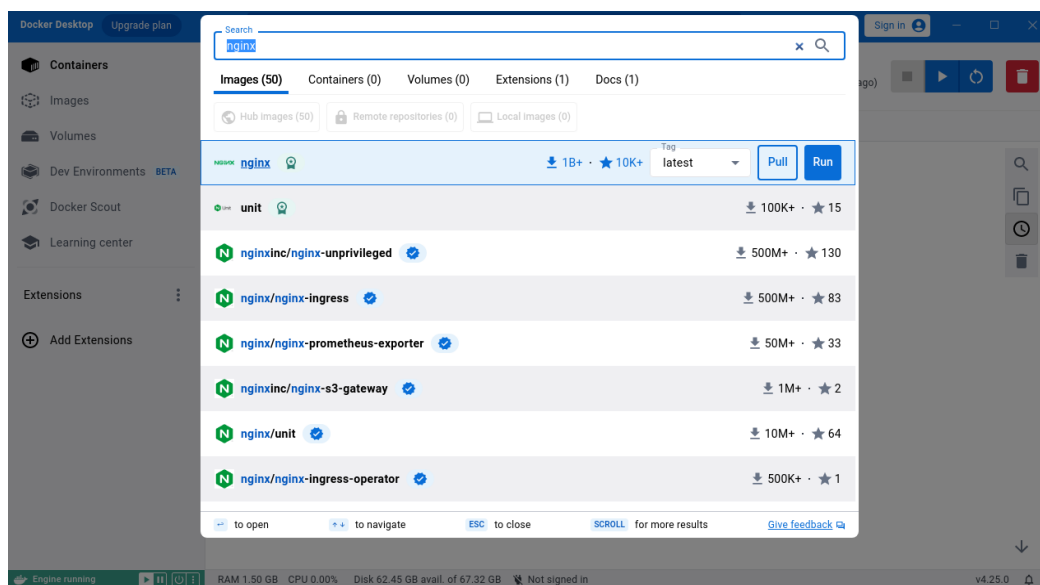 Docker Desktop Upgrade plan Sign in
Search
nginx
Containers
Images (50) Containers (0) Volumes (0) Extensions (1) Docs (1)
ago)
Images
Hub images (50) Remote repositories (0) Local images (0)
Volumes
nginx 1B+ · 10K+ Tag latest Pull Run
Dev Environments BETA
unit 100K+ · 15
Docker Scout
Learning center
nginxinc/nginx-unprivileged 500M+ · 130
Extensions
nginx/nginx-ingress 500M+ · 83
Add Extensions
nginx/nginx-prometheus-exporter 50M+ · 33
nginxinc/nginx-s3-gateway 1M+ · 2
nginx/unit 10M+ · 64
nginx/nginx-ingress-operator 500K+ · 1
to open to navigate ESC to close SCROLL for more results Give feedback
Engine running RAM 1.50 GB CPU 0.00% Disk 62.45 GB avail. of 67.32 GB Not signed in v4.25.0